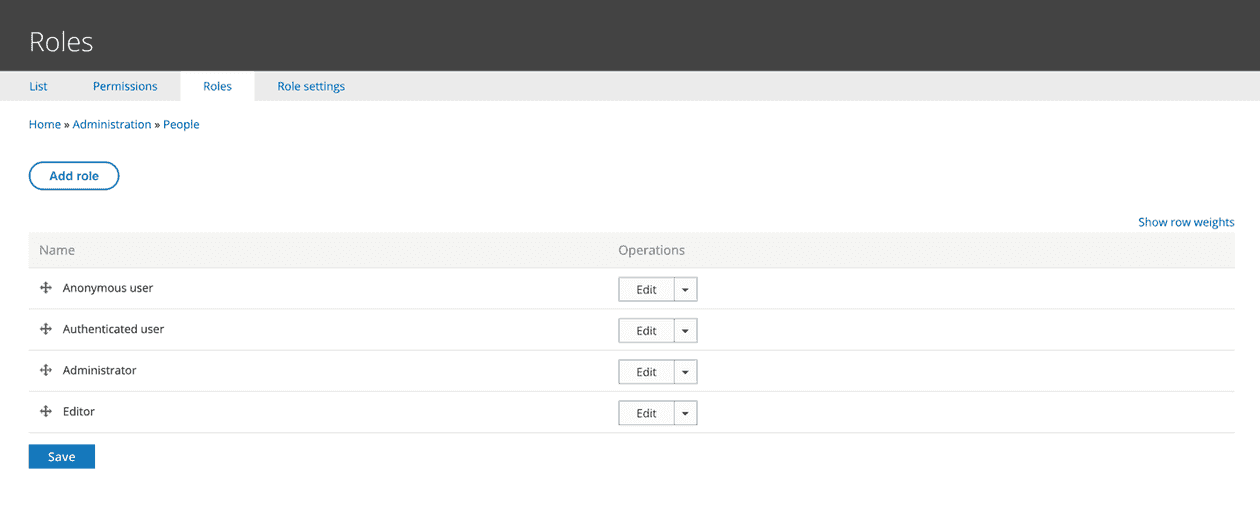 Roles
List Permissions Roles Role settings
Home » Administration » People
Add role
Show row weights
Name Operations
Anonymous user Edit
Authenticated user Edit
Administrator Edit
Editor Edit
Save